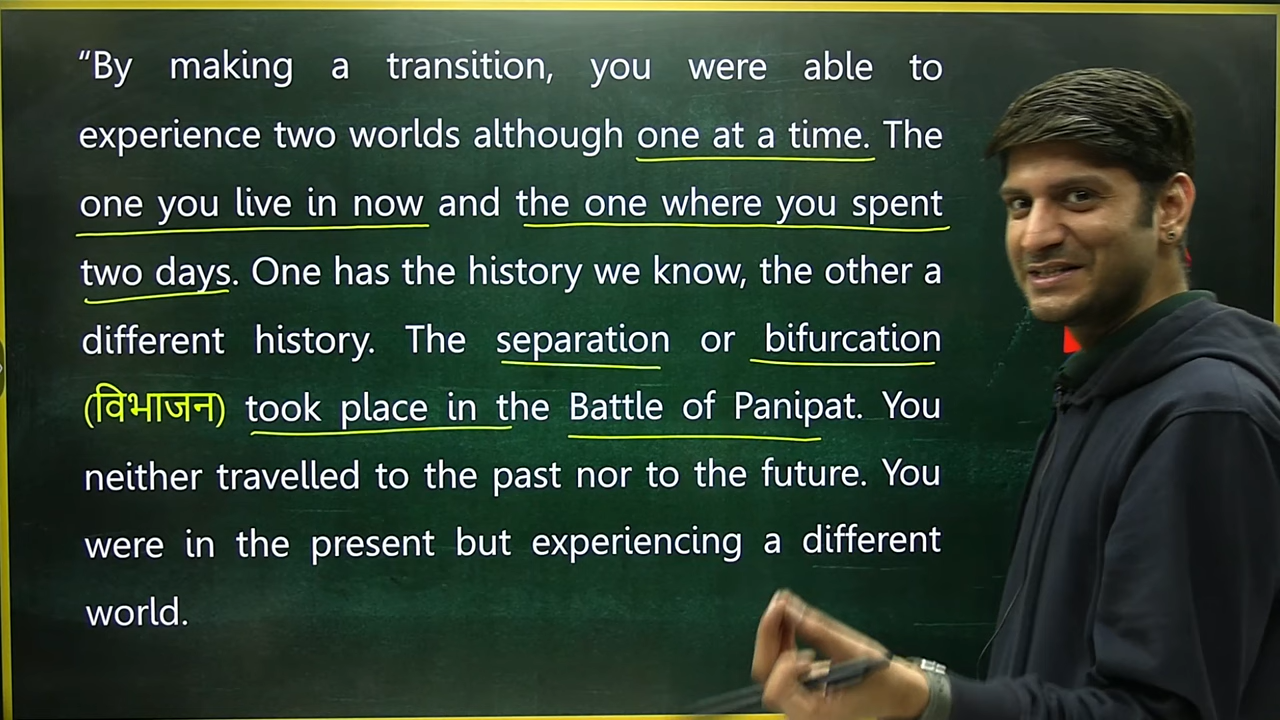 “By making a transition, you were able to
experience two worlds although one at a time. The
one you live in now and the one where you spent
two days. One has the history we know, the other a
different history. The separation or bifurcation
(विभाजन) took place in the Battle of Panipat. You
neither travelled to the past nor to the future. You
were in the present but experiencing a different
world.